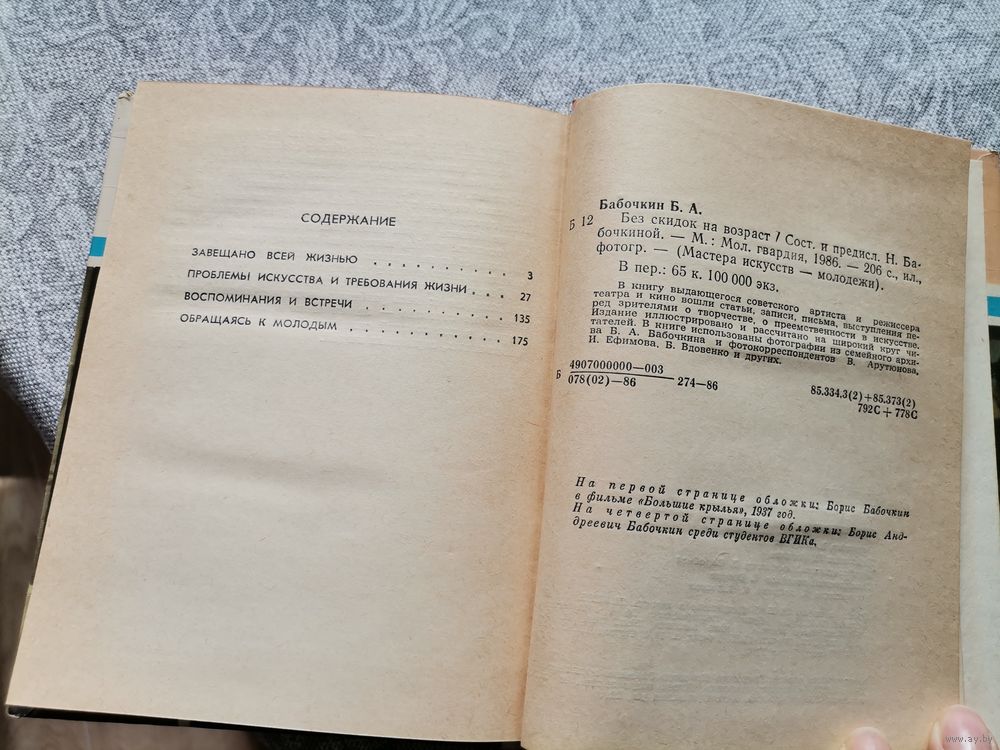 СОДЕРЖАНИЕ
ЗАВЕЩАНО ВСЕЙ ЖИЗНЬЮ . . . . . . . . . . 3
ПРОБЛЕМЫ ИСКУССТВА И ТРЕБОВАНИЯ ЖИЗНИ . . . 27
ВОСПОМИНАНИЯ И ВСТРЕЧИ . . . . . . . . . . . 135
ОБРАЩАЯСЬ К МОЛОДЫМ . . . . . . . . . . . . 175
Бабочкин Б. А.
Б 12 Без скидок на возраст / Сост. и предисл. Н. Ба-
бочкиной. — М.: Мол. гвардия, 1986. — 206 с., ил.,
фотогр. — (Мастера искусств — молодежи).
В пер.: 65 к. 100 000 экз.
В книгу выдающегося советского артиста и режиссера
театра и кино вошли статьи, записи, письма, выступления пе-
ред зрителями о творчестве, о преемственности в искусстве.
Издание иллюстрировано и рассчитано на широкий круг чи-
тателей. В книге использованы фотографии из семейного архи-
ва Б. А. Бабочкина и фотокорреспондентов В. Арутюнова,
И. Ефимова, Б. Вдовенко и других.
Б 4907000000—003
078(02)—86 274—86
85.334.3(2)+85.373(2)
792С+778С
На первой странице обложки: Борис Бабочкин
в фильме «Большие крылья», 1937 год.
На четвертой странице обложки: Борис Анд-
реевич Бабочкин среди студентов ВГИКа.
www.ay.by